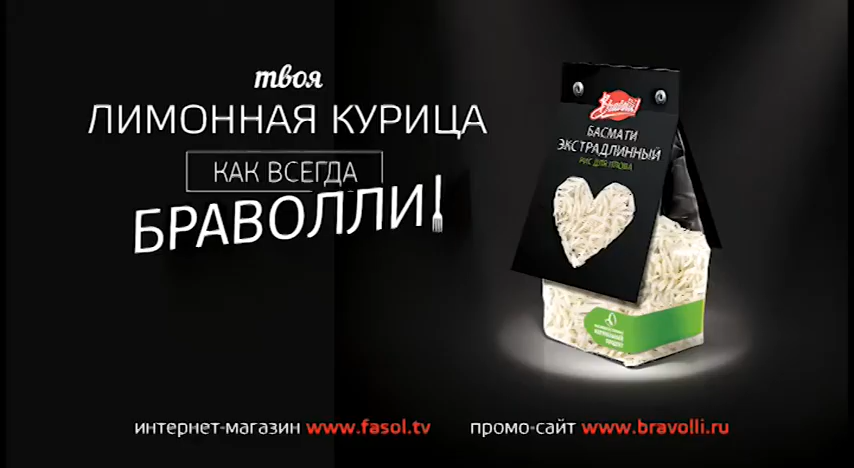 твоя
ЛИМОННАЯ КУРИЦА
КАК ВСЕГДА
БРАВОЛЛИ!
Bravolli!
БАСМАТИ
ЭКСТРАДЛИННЫЙ
РИС ДЛЯ ПЛОВА
интернет-магазин www.fasol.tv
промо-сайт www.bravolli.ru